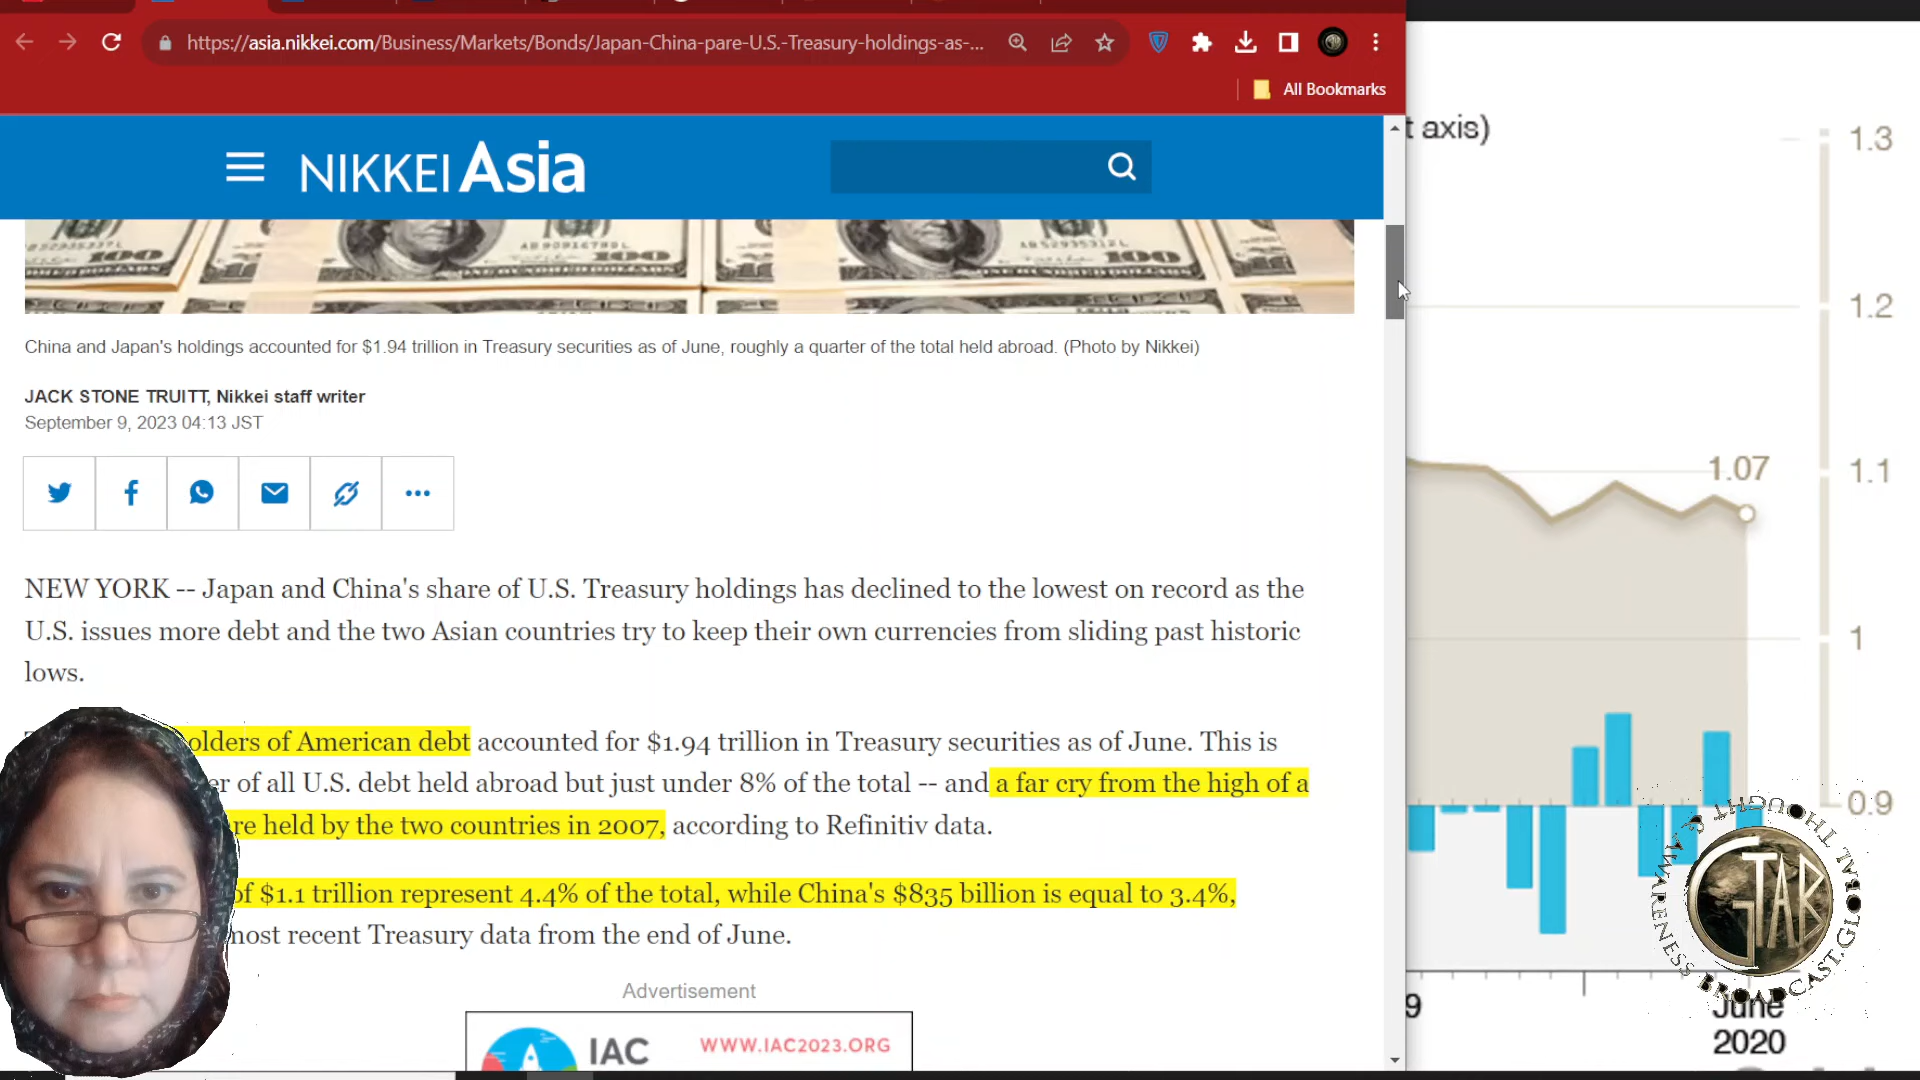 https://asia.nikkei.com/Business/Markets/Bonds/Japan-China-pare-U.S.-Treasury-holdings-as-...
All Bookmarks
NIKKEI Asia
China and Japan's holdings accounted for $1.94 trillion in Treasury securities as of June, roughly a quarter of the total held abroad. (Photo by Nikkei)
JACK STONE TRUITT, Nikkei staff writer
September 9, 2023 04:13 JST
NEW YORK -- Japan and China's share of U.S. Treasury holdings has declined to the lowest on record as the
U.S. issues more debt and the two Asian countries try to keep their own currencies from sliding past historic
lows.
olders of American debt accounted for $1.94 trillion in Treasury securities as of June. This is
er of all U.S. debt held abroad but just under 8% of the total -- and a far cry from the high of a
re held by the two countries in 2007, according to Refinitiv data.
of $1.1 trillion represent 4.4% of the total, while China's $835 billion is equal to 3.4%,
most recent Treasury data from the end of June.
Advertisement
IAC
WWW.IAC2023.ORG
t axis)
1.3
1.2
1.07
1.1
1
0.9
9
June
2020
GTAB
GLOBAL THOUGHT & AWARENESS BROADCAST.
100
100